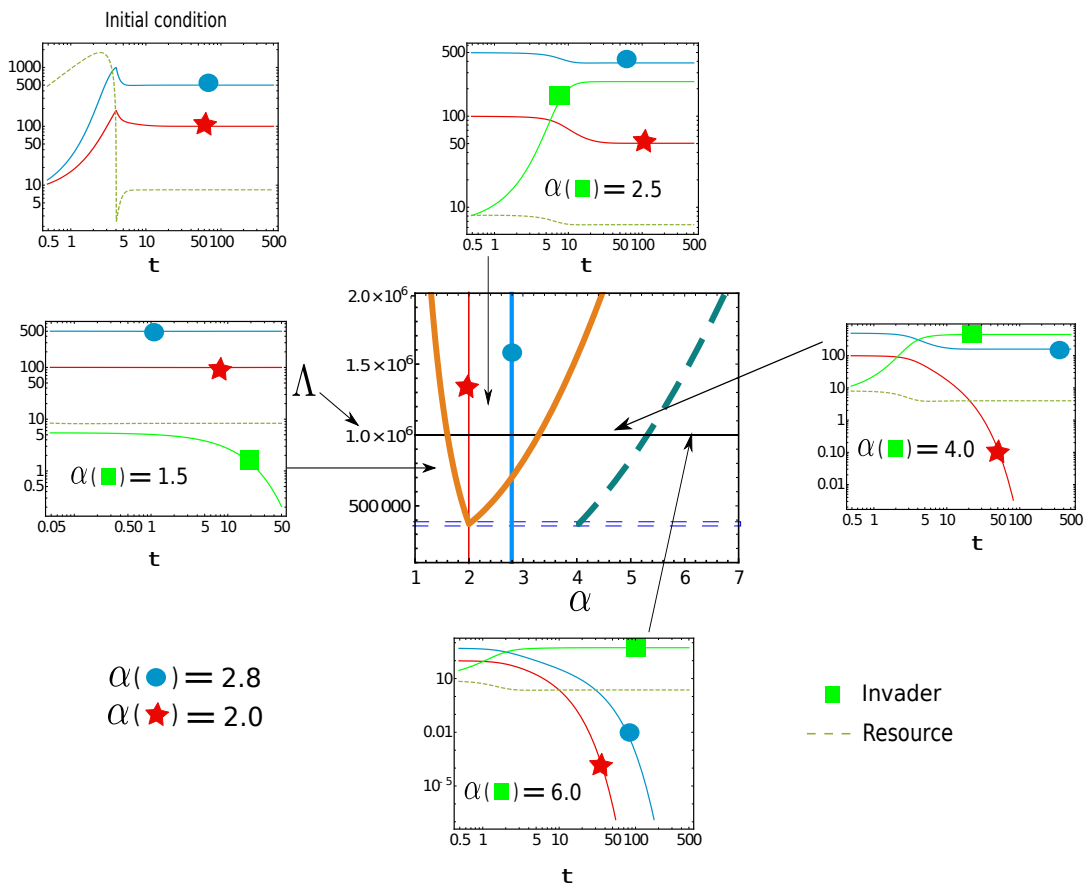 Initial condition
1000
500
100
50
10
5
0.5 1 5 10 50 100 500
t
500
100
50
10
0.5 1 5 10 50 100 500
t
α(■) = 2.5
500
100
50
10
5
1
0.5
0.05 0.50 1 5 10 50
t
α(■) = 1.5
Λ
2.0×10⁶
1.5×10⁶
1.0×10⁶
500 000
1 2 3 4 5 6 7
α
100
10
1
0.10
0.01
0.5 1 5 10 50 100 500
t
α(■) = 4.0
10
0.01
10⁻⁵
0.5 1 5 10 50 100 500
t
α(■) = 6.0
α(●) = 2.8
α(★) = 2.0
Invader
Resource